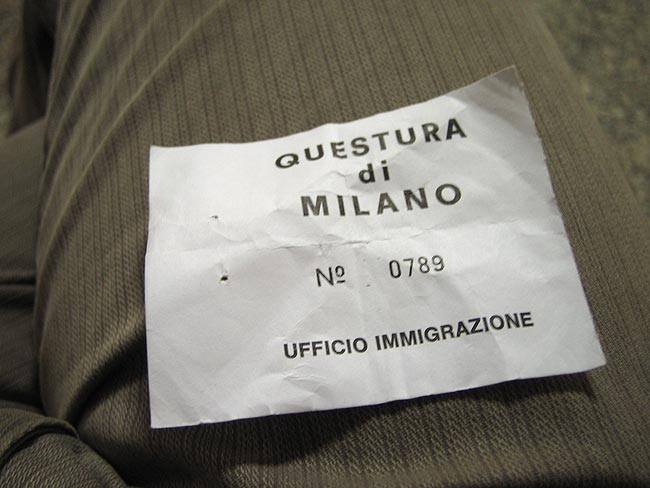 QUESTURA
di
MILANO
Nº 0789
UFFICIO IMMIGRAZIONE